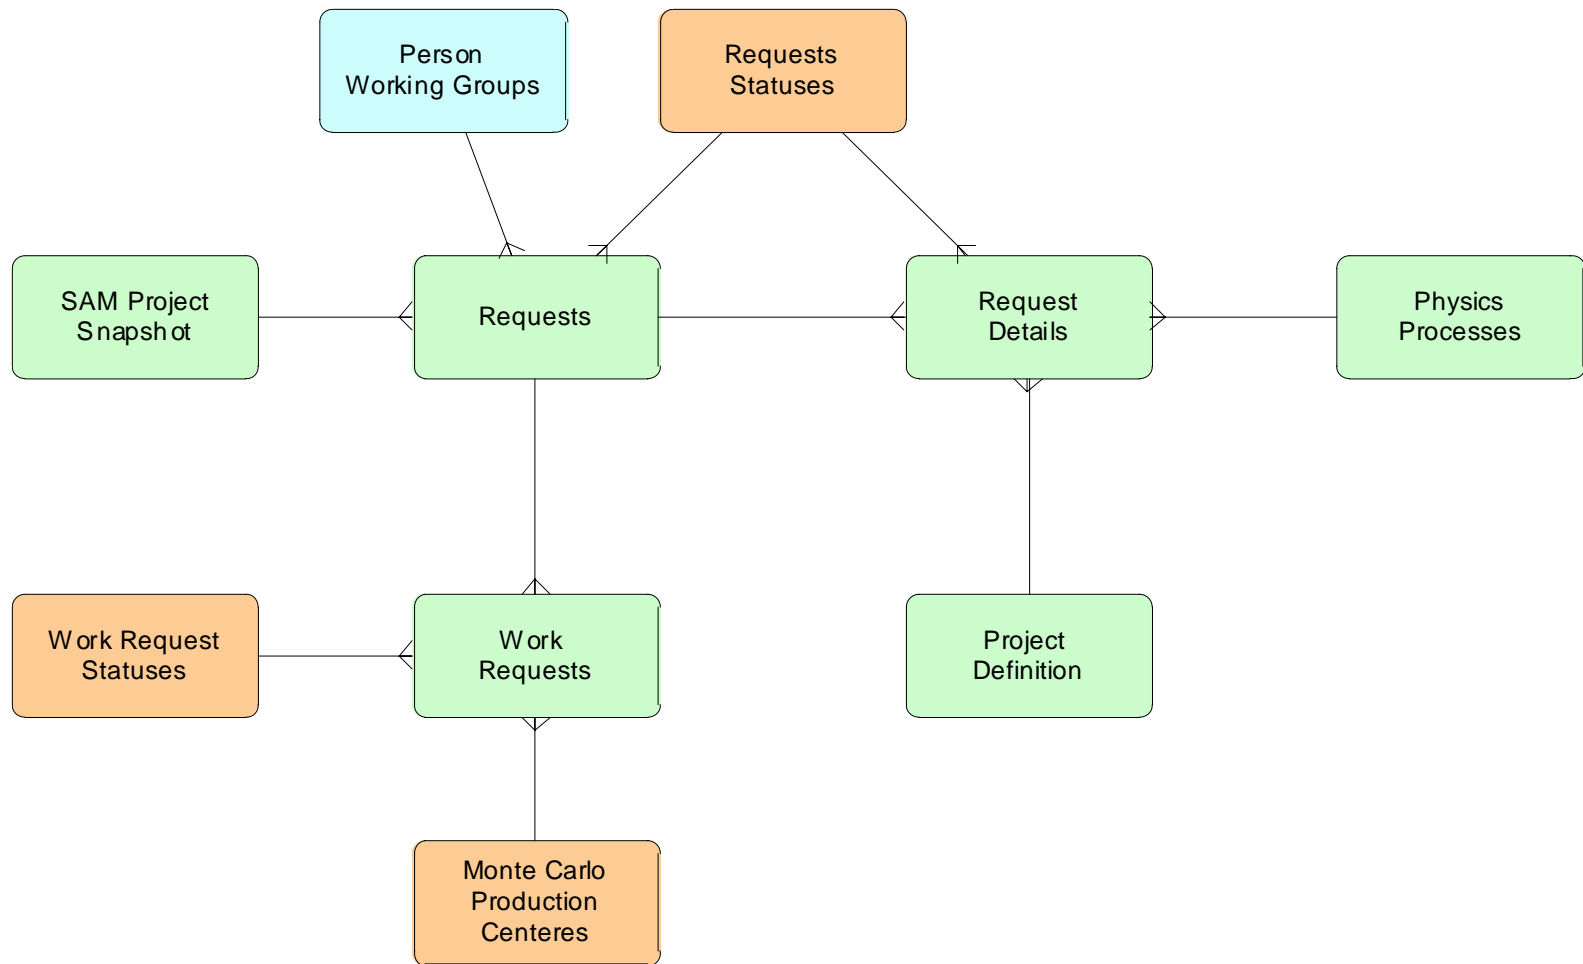 Person
Working Groups
Requests
Statuses
SAM Project
Snapshot
Requests
Request
Details
Physics
Processes
Work Request
Statuses
Work
Requests
Project
Definition
Monte Carlo
Production
Centeres